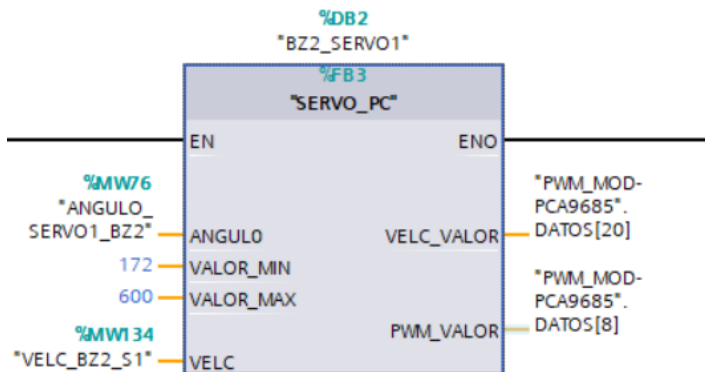 %DB2
"BZ2_SERVO1"
%FB3
"SERVO_PC"
EN
ENO
%MW76
"ANGULO_
SERVO1_BZ2"
ANGULO
172
VALOR_MIN
600
VALOR_MAX
%MW134
"VELC_BZ2_S1"
VELC
VELC_VALOR
"PWM_MOD-
PCA9685".
DATOS[20]
PWM_VALOR
"PWM_MOD-
PCA9685".
DATOS[8]